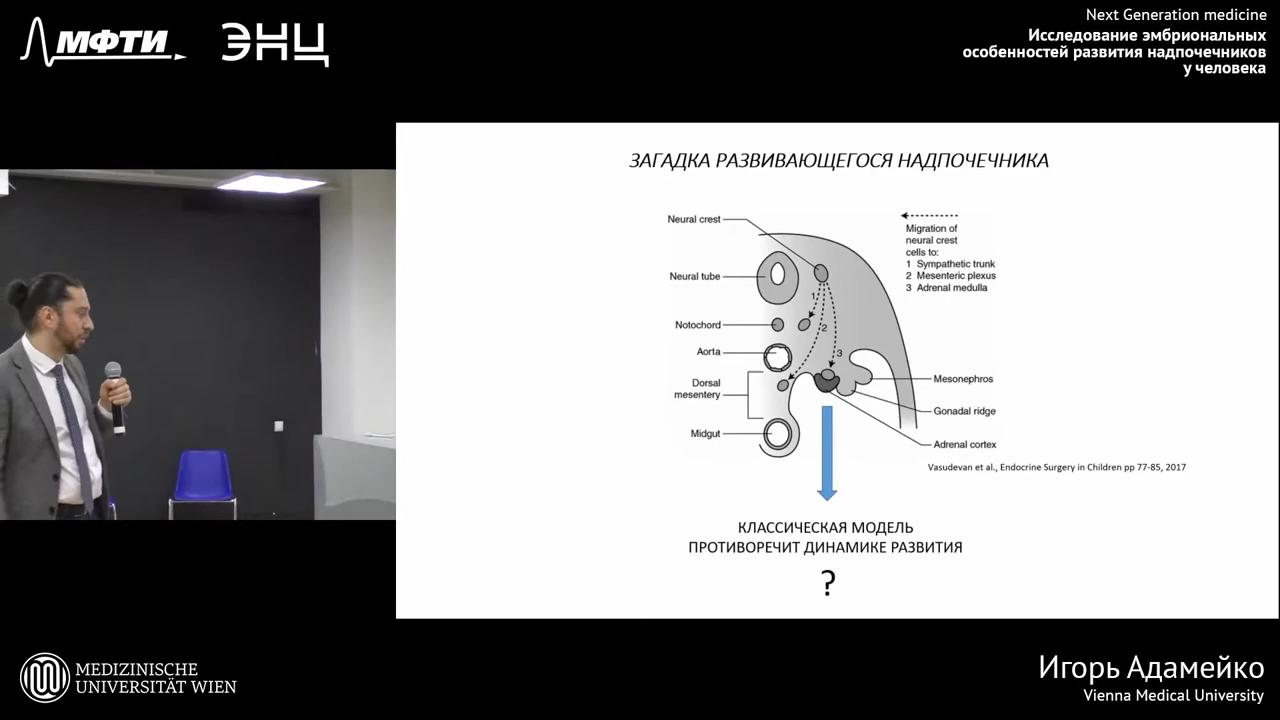 МФТИ
ЭНЦ
Next Generation medicine
Исследование эмбриональных
особенностей развития надпочечников
у человека
ЗАГАДКА РАЗВИВАЮЩЕГОСЯ НАДПОЧЕЧНИКА
Neural crest
Neural tube
Notochord
Aorta
Dorsal
mesentery
Midgut
1
2
3
Migration of
neural crest
cells to:
1 Sympathetic trunk
2 Mesenteric plexus
3 Adrenal medulla
Mesonephros
Gonadal ridge
Adrenal cortex
Vasudevan et al., Endocrine Surgery in Children pp 77-85, 2017
КЛАССИЧЕСКАЯ МОДЕЛЬ
ПРОТИВОРЕЧИТ ДИНАМИКЕ РАЗВИТИЯ
?
MEDIZINISCHE
UNIVERSITÄT WIEN
Игорь Адамейко
Vienna Medical University